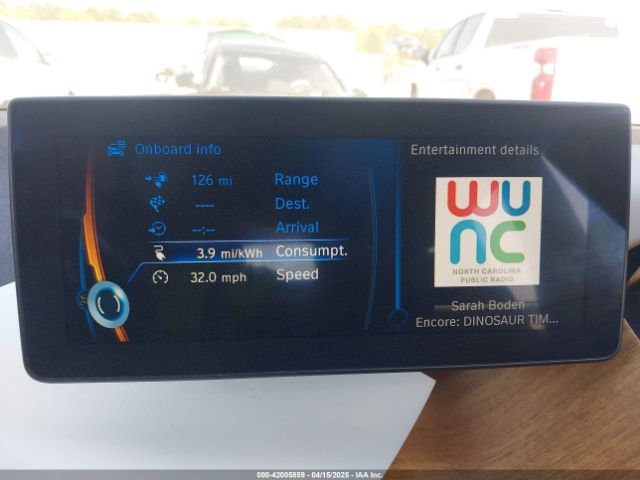 Onboard info
126 mi Range
---- Dest.
--:-- Arrival
3.9 mi/kWh Consumpt.
32.0 mph Speed
Entertainment details
WU
NC
NORTH CAROLINA
PUBLIC RADIO
Sarah Boden
Encore: DINOSAUR TIM...
000-42005859 - 04/15/2025 - IAA Inc.